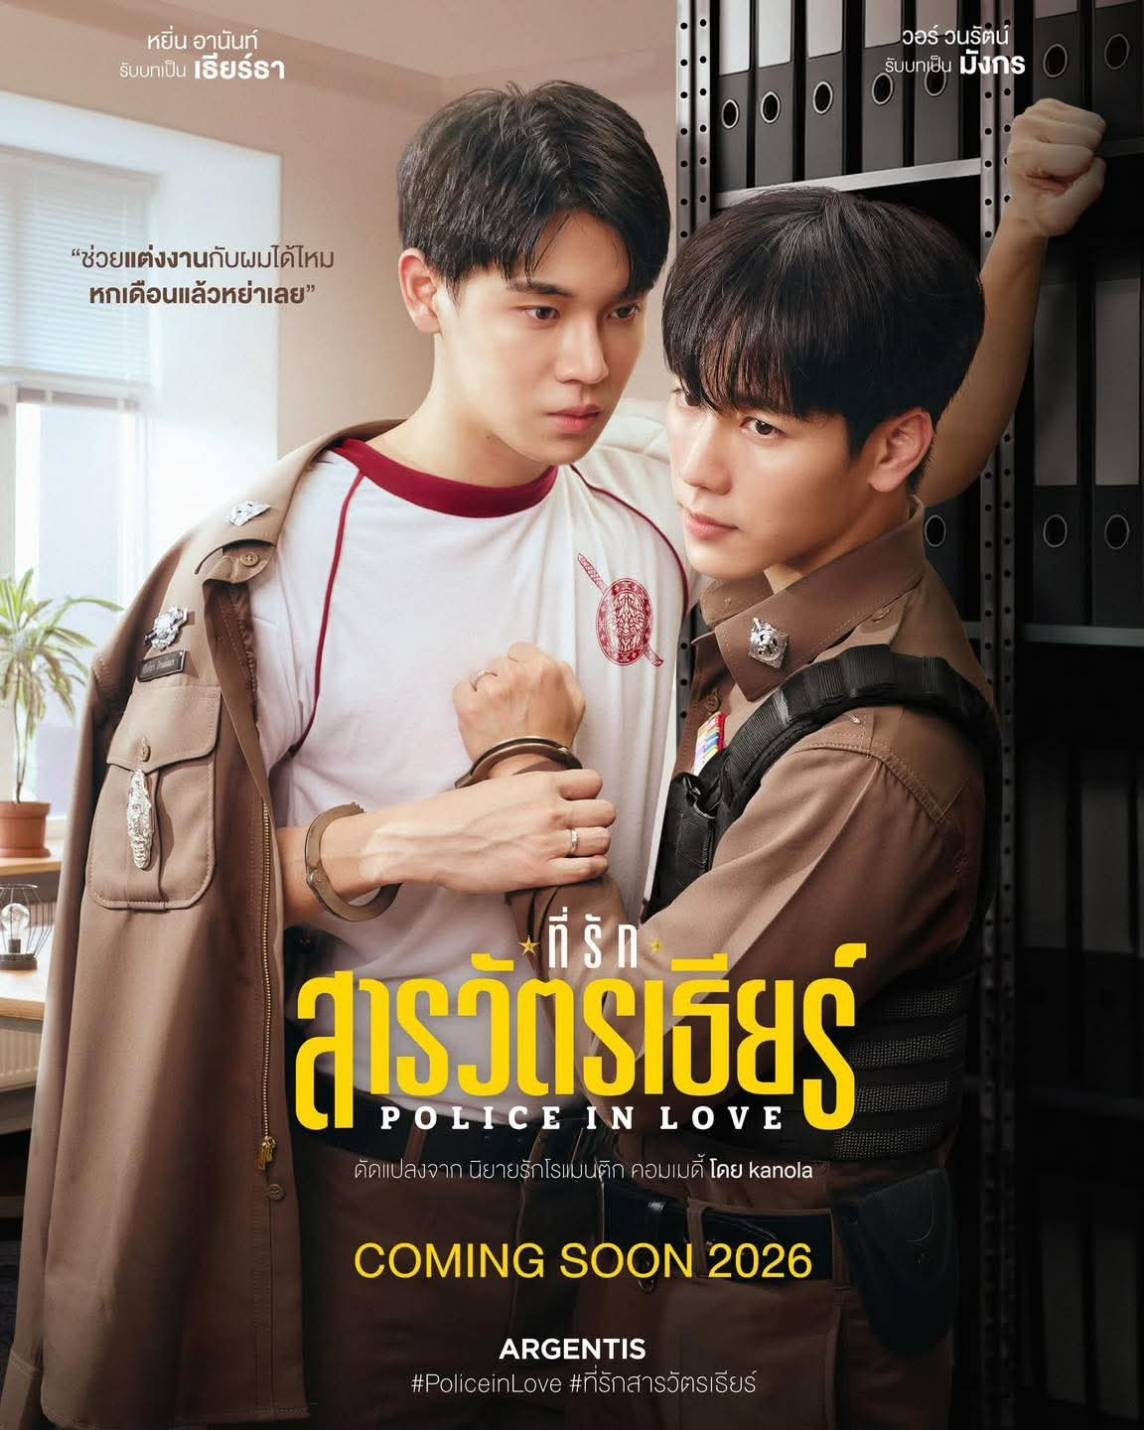 หยิ่น อานันท์
รับบทเป็น เธียร์ธา
วอร์ วนรัตน์
รับบทเป็น มังกร
“ช่วยแต่งงานกับผมได้ไหม
หกเดือนแล้วหย่าเลย”
ที่รัก
สารวัตรเธียร์
POLICE IN LOVE
ดัดแปลงจาก นิยายรักโรแมนติก คอมเมดี้ โดย kanola
COMING SOON 2026
ARGENTIS
#PoliceinLove #ที่รักสารวัตรเธียร์